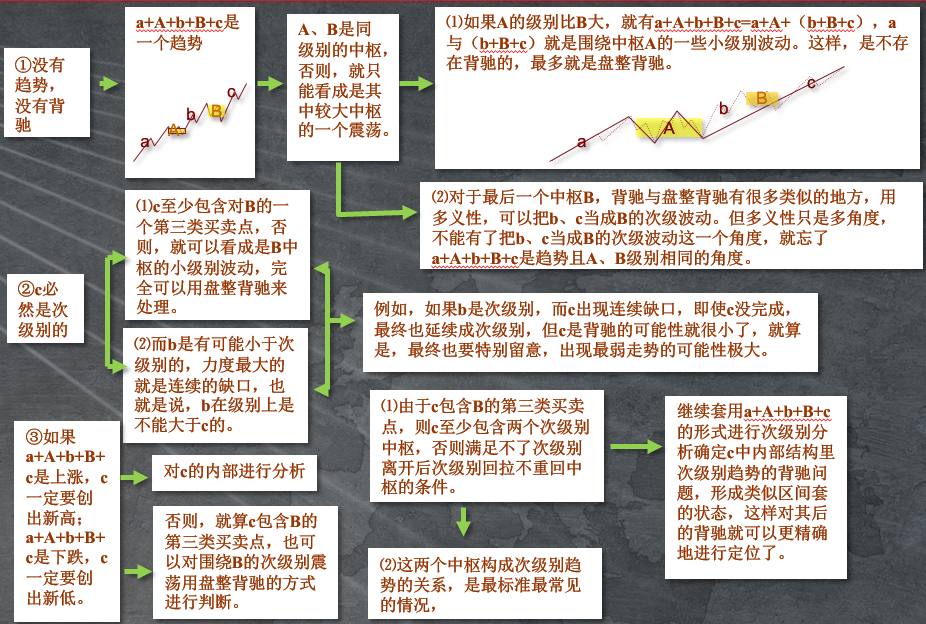 ①没有
趋势，
没有背
驰
a+A+b+B+c是
一个趋势
a
A
b
B
c
A、B是同
级别的中枢，
否则，就只
能看成是其
中较大中枢
的一个震荡。
⑴如果A的级别比B大，就有a+A+b+B+c=a+A+（b+B+c），a
与（b+B+c）就是围绕中枢A的一些小级别波动。这样，是不存
在背驰的，最多就是盘整背驰。
a
A
b
B
c
⑵对于最后一个中枢B，背驰与盘整背驰有很多类似的地方，用
多义性，可以把b、c当成B的次级波动。但多义性只是多角度，
不能有了把b、c当成B的次级波动这一个角度，就忘了
a+A+b+B+c是趋势且A、B级别相同的角度。
②c必
然是次
级别的
⑴c至少包含对B的一
个第三类买卖点，否
则，就可以看成是B中
枢的小级别波动，完
全可以用盘整背驰来
处理。
⑵而b是有可能小于次
级别的，力度最大的
就是连续的缺口，也
就是说，b在级别上是
不能大于c的。
例如，如果b是次级别，而c出现连续缺口，即使c没完成，
最终也延续成次级别，但c是背驰的可能性就很小了，就算
是，最终也要特别留意，出现最弱走势的可能性极大。
③如果
a+A+b+B+
c是上涨，c
一定要创
出新高；
a+A+b+B+
c是下跌，c
一定要创
出新低。
对c的内部进行分析
否则，就算c包含B的
第三类买卖点，也可
以对围绕B的次级别震
荡用盘整背驰的方式
进行判断。
⑴由于c包含B的第三类买卖
点，则c至少包含两个次级别
中枢，否则满足不了次级别
离开后次级别回拉不重回中
枢的条件。
⑵这两个中枢构成次级别趋
势的关系，是最标准最常见
的情况，
继续套用a+A+b+B+c
的形式进行次级别分
析确定c中内部结构里
次级别趋势的背驰问
题，形成类似区间套
的状态，这样对其后
的背驰就可以更精确
地进行定位了。